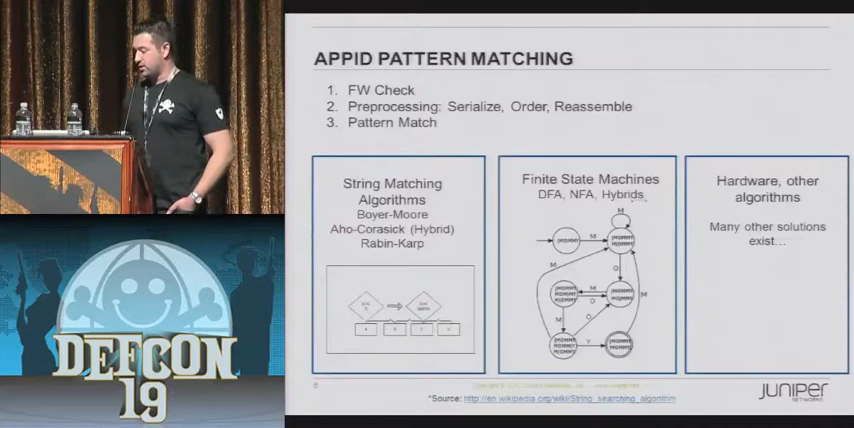 APPID PATTERN MATCHING
1. FW Check
2. Preprocessing: Serialize, Order, Reassemble
3. Pattern Match
String Matching
Algorithms
Boyer-Moore
Aho-Corasick (Hybrid)
Rabin-Karp
Finite State Machines
DFA, NFA, Hybrids,
M
M
M
O
M
O
M
O
M
Y
Hardware, other
algorithms
Many other solutions
exist…
DEFCON
19
*Source: http://en.wikipedia.org/wiki/String_searching_algorithm
JUNIPER
NETWORKS